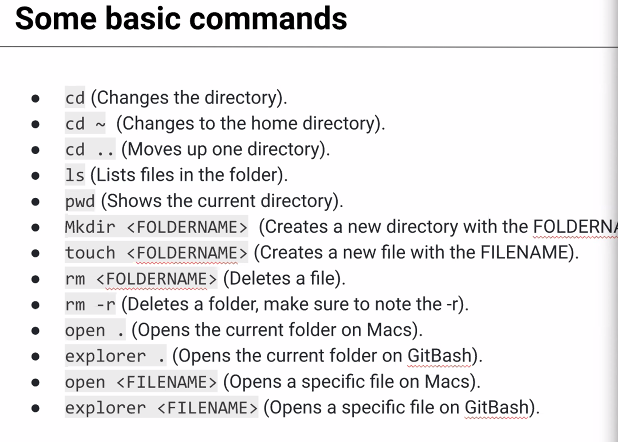 Some basic commands
● cd (Changes the directory).
● cd ~ (Changes to the home directory).
● cd .. (Moves up one directory).
● ls (Lists files in the folder).
● pwd (Shows the current directory).
● Mkdir <FOLDERNAME> (Creates a new directory with the FOLDERNA
● touch <FOLDERNAME> (Creates a new file with the FILENAME).
● rm <FOLDERNAME> (Deletes a file).
● rm -r (Deletes a folder, make sure to note the -r).
● open . (Opens the current folder on Macs).
● explorer . (Opens the current folder on GitBash).
● open <FILENAME> (Opens a specific file on Macs).
● explorer <FILENAME> (Opens a specific file on GitBash).